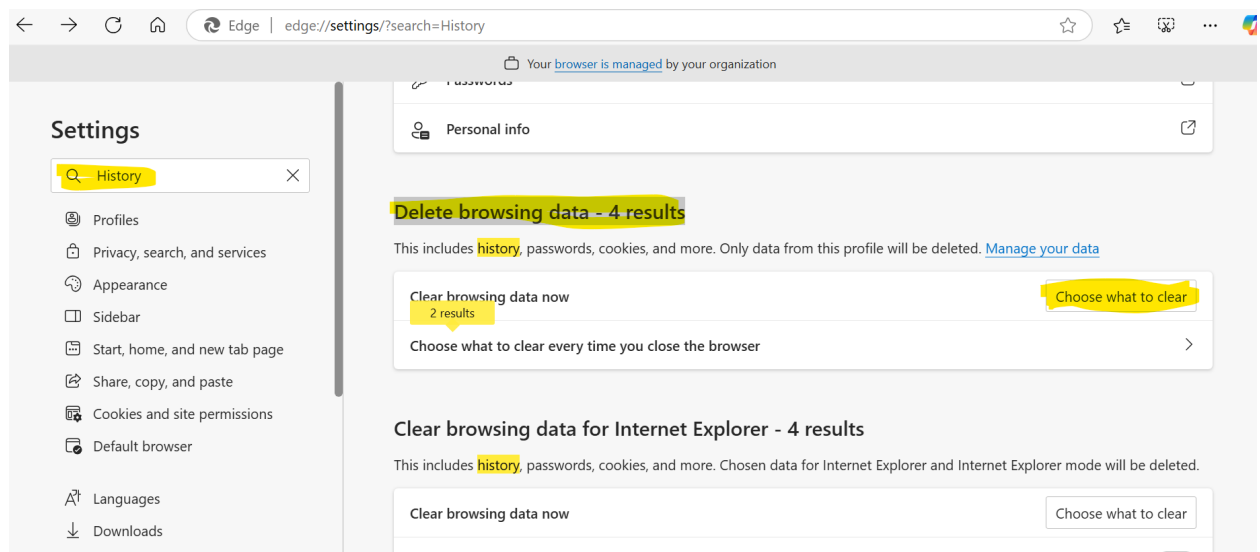 Edge | edge://settings/?search=History
Your browser is managed by your organization
Passwords
Personal info
Settings
History
Profiles
Privacy, search, and services
Appearance
Sidebar
Start, home, and new tab page
Share, copy, and paste
Cookies and site permissions
Default browser
Languages
Downloads
Delete browsing data - 4 results
This includes history, passwords, cookies, and more. Only data from this profile will be deleted. Manage your data
Clear browsing data now
Choose what to clear
2 results
Choose what to clear every time you close the browser
Clear browsing data for Internet Explorer - 4 results
This includes history, passwords, cookies, and more. Chosen data for Internet Explorer and Internet Explorer mode will be deleted.
Clear browsing data now
Choose what to clear